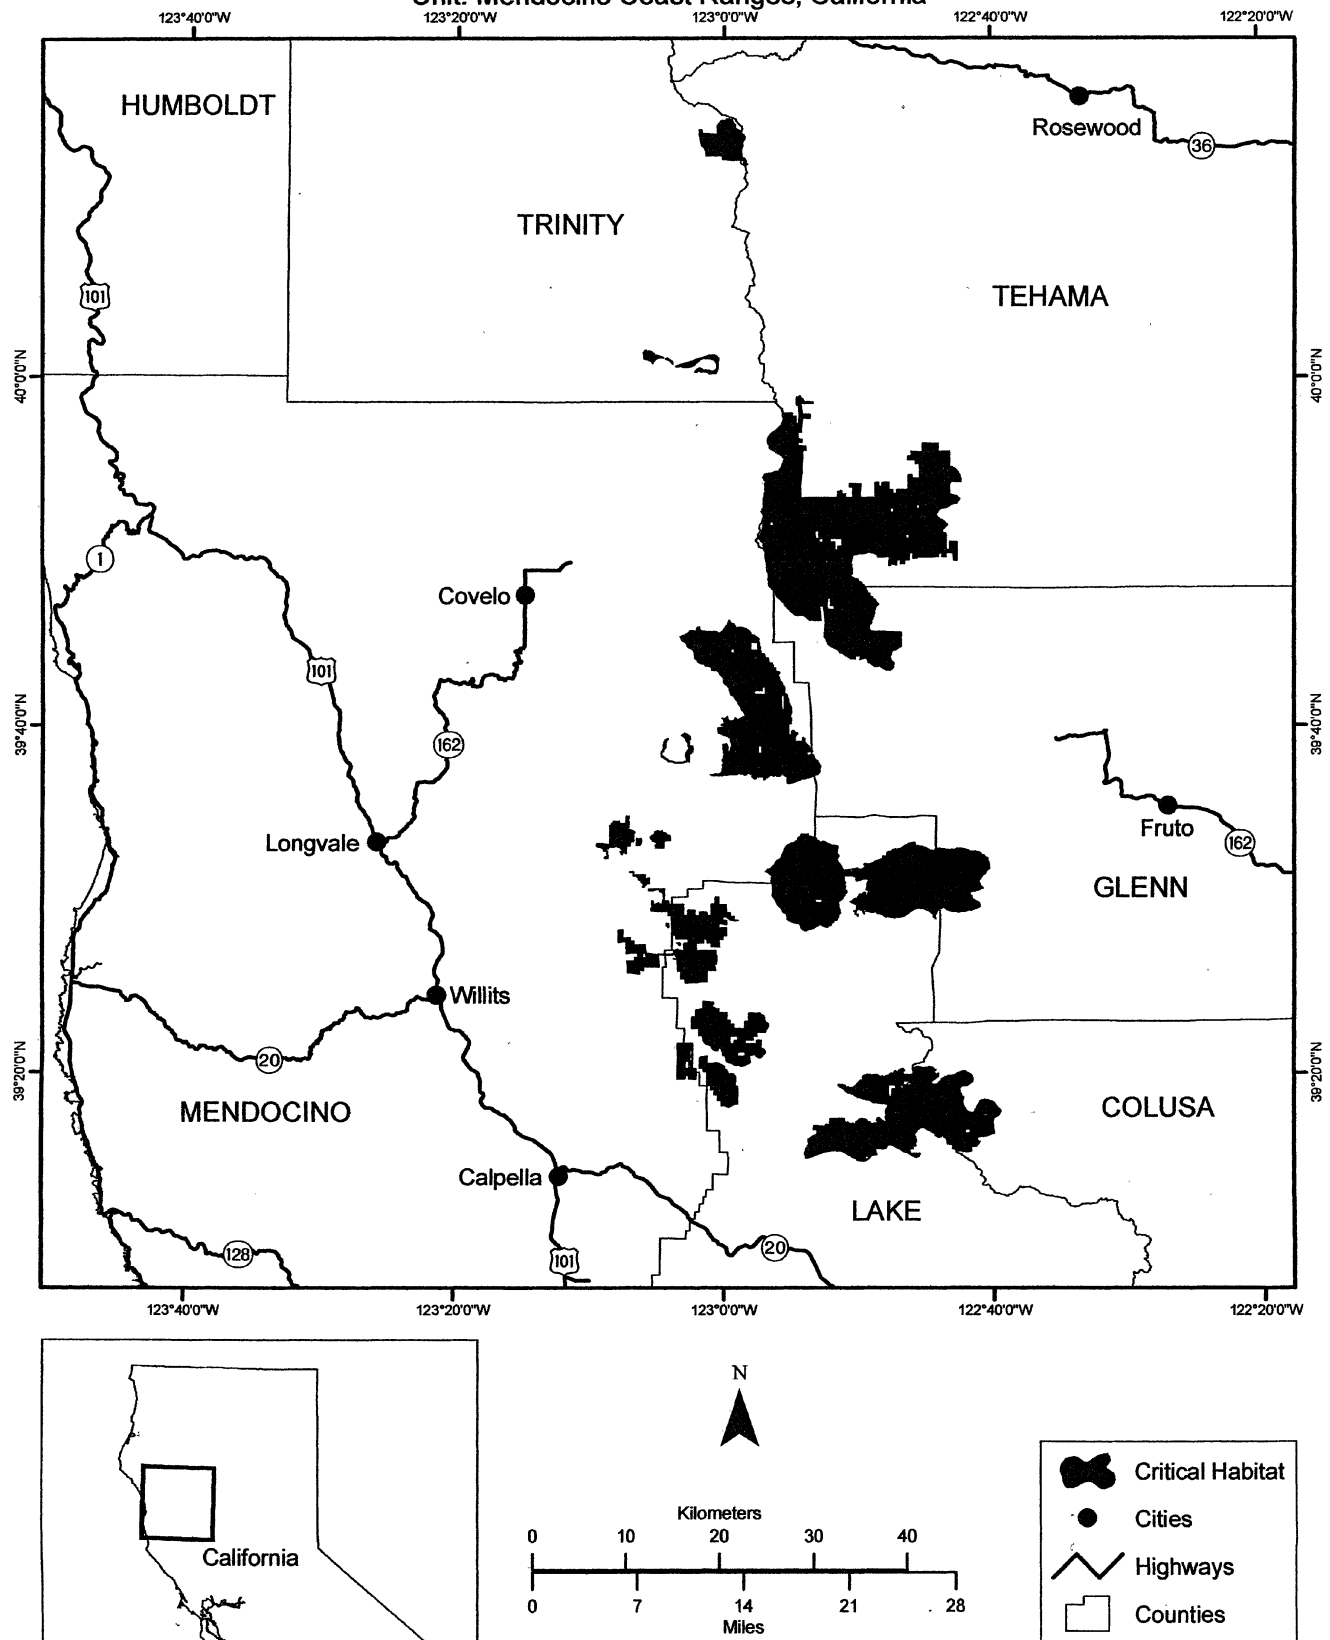 Unit: Mendocino Coast Ranges, California
123°40'0"W 123°20'0"W 123°0'0"W 122°40'0"W 122°20'0"W
HUMBOLDT
Rosewood
36
TRINITY
101
TEHAMA
40°0'0"N
40°0'0"N
1
Covelo
101
39°40'0"N
39°40'0"N
162
Fruto
162
Longvale
GLENN
Willits
20
39°20'0"N
39°20'0"N
MENDOCINO
COLUSA
Calpella
LAKE
128
101
20
123°40'0"W 123°20'0"W 123°0'0"W 122°40'0"W 122°20'0"W
N
California
Kilometers
0 10 20 30 40
0 7 14 21 28
Miles
Critical Habitat
Cities
Highways
Counties